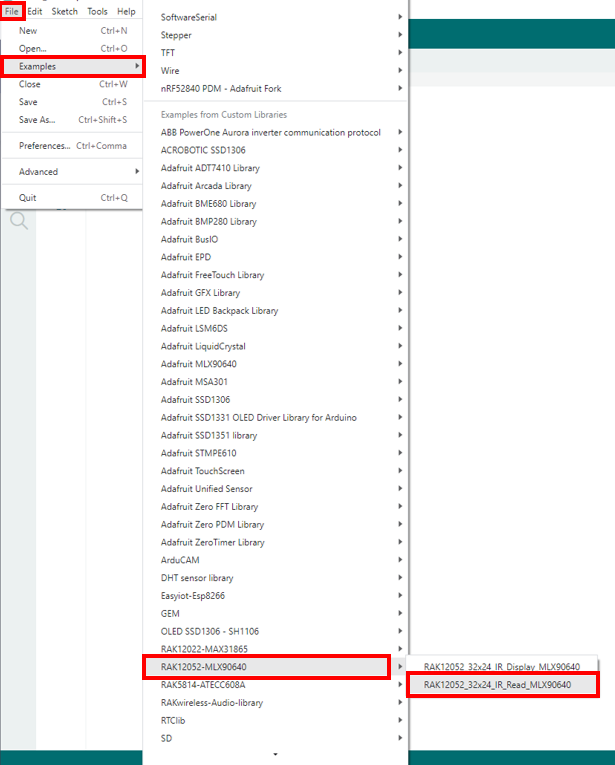 File Edit Sketch Tools Help
New Ctrl+N
Open... Ctrl+O
Examples
Close Ctrl+W
Save Ctrl+S
Save As... Ctrl+Shift+S
Preferences... Ctrl+Comma
Advanced
Quit Ctrl+Q
SoftwareSerial
Stepper
TFT
Wire
nRF52840 PDM - Adafruit Fork
Examples from Custom Libraries
ABB PowerOne Aurora inverter communication protocol
ACROBOTIC SSD1306
Adafruit ADT7410 Library
Adafruit Arcada Library
Adafruit BME680 Library
Adafruit BMP280 Library
Adafruit BusIO
Adafruit EPD
Adafruit FreeTouch Library
Adafruit GFX Library
Adafruit LED Backpack Library
Adafruit LSM6DS
Adafruit LiquidCrystal
Adafruit MLX90640
Adafruit MSA301
Adafruit SSD1306
Adafruit SSD1331 OLED Driver Library for Arduino
Adafruit SSD1351 library
Adafruit STMPE610
Adafruit TouchScreen
Adafruit Unified Sensor
Adafruit Zero FFT Library
Adafruit Zero PDM Library
Adafruit ZeroTimer Library
ArduCAM
DHT sensor library
Easyiot-Esp8266
GEM
OLED SSD1306 - SH1106
RAK12022-MAX31865
RAK12052-MLX90640
RAK5814-ATECC608A
RAKwireless-Audio-library
RTClib
SD
RAK12052_32x24_IR_Display_MLX90640
RAK12052_32x24_IR_Read_MLX90640